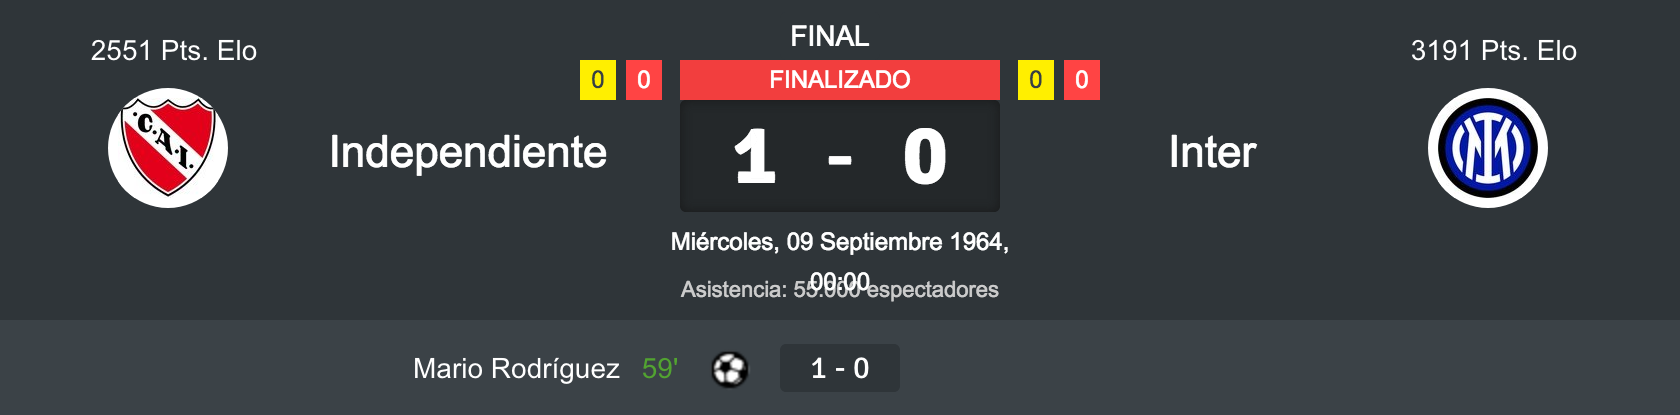 FINAL
2551 Pts. Elo
3191 Pts. Elo
0 0 FINALIZADO 0 0
C.A.I.
Independiente 1 - 0 Inter
Miércoles, 09 Septiembre 1964,
00:00
Asistencia: 55.000 espectadores
Mario Rodríguez 59' 1 - 0